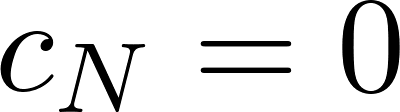 $c_N = 0$